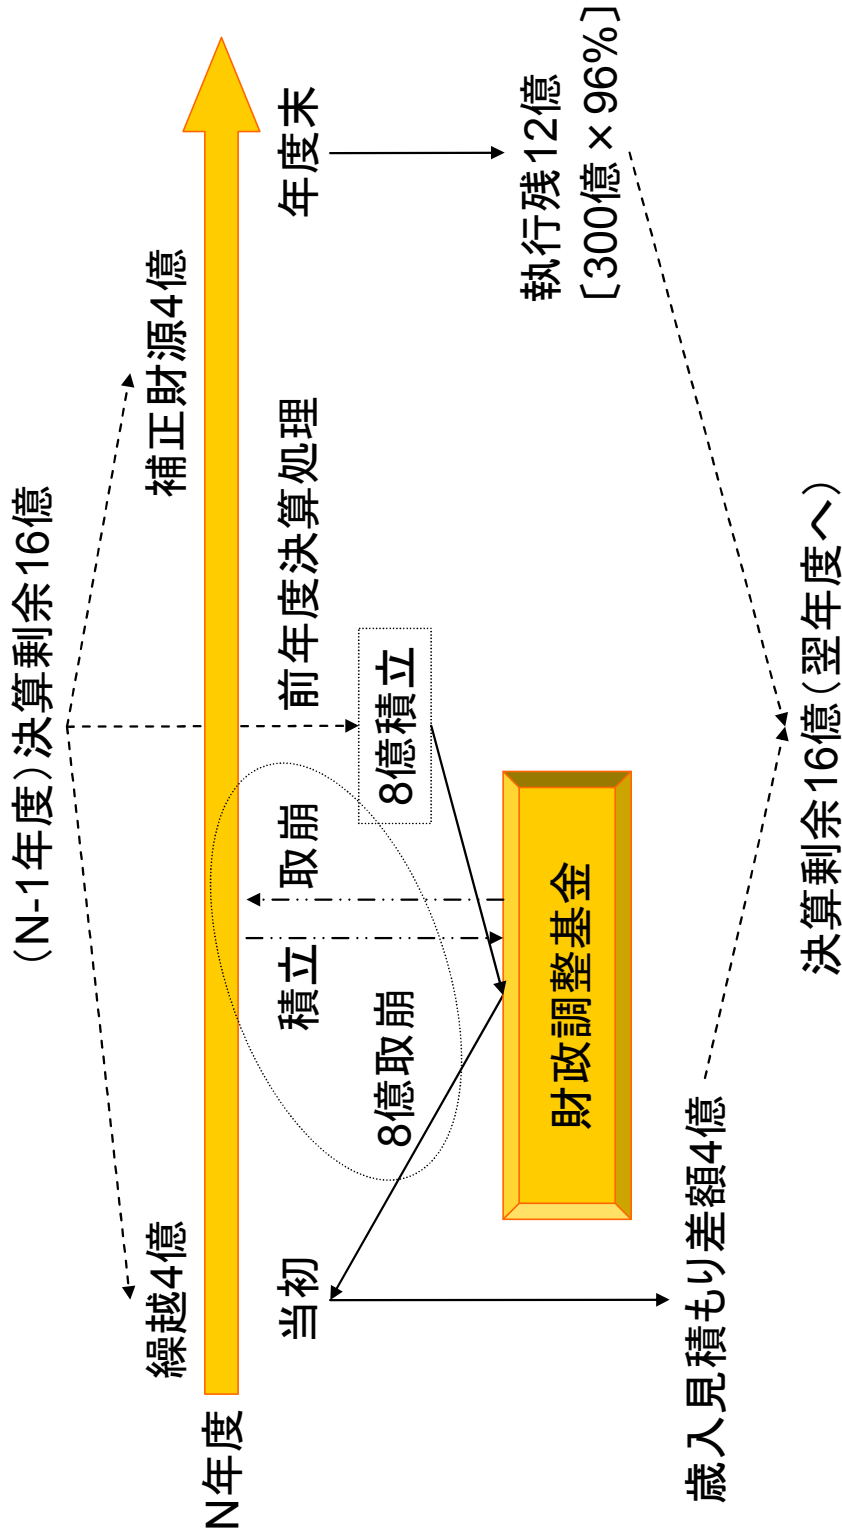 （N-1年度）決算剰余16億
繰越4億
補正財源4億
N年度
当初
積立
取崩
前年度決算処理
年度末
8億取崩
8億積立
財政調整基金
執行残12億
［300億×96%］
歳入見積もり差額4億
決算剰余16億（翌年度へ）